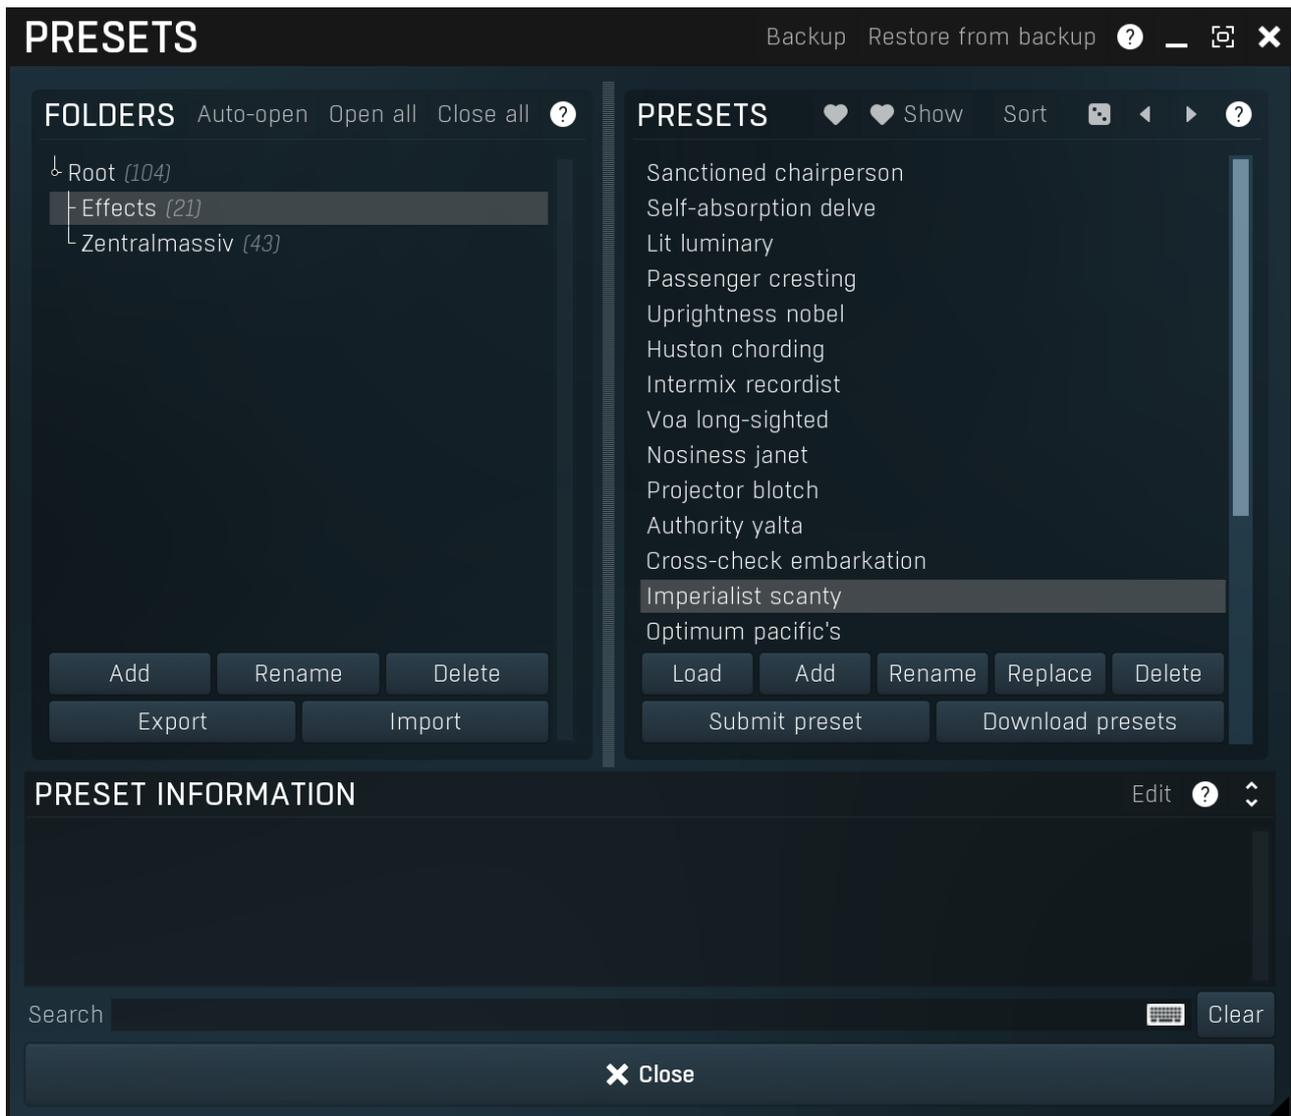 PRESETS Backup Restore from backup ?
FOLDERS Auto-open Open all Close all ?
Root (104)
Effects (21)
Zentralmassiv (43)
Add Rename Delete
Export Import
PRESETS Show Sort ?
Sanctioned chairperson
Self-absorption delve
Lit luminary
Passenger cresting
Uprightness nobel
Huston chording
Intermix recordist
Voa long-sighted
Nosiness janet
Projector blotch
Authority yalta
Cross-check embarkation
Imperialist scanty
Optimum pacific's
Load Add Rename Replace Delete
Submit preset Download presets
PRESET INFORMATION Edit ?
Search Clear
Close